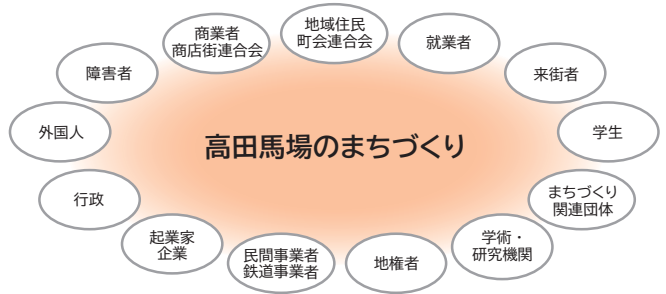 地域住民
町会連合会
商業者
商店街連合会
就業者
障害者
来街者
外国人
高田馬場のまちづくり
学生
行政
まちづくり
関連団体
起業家
企業
民間事業者
鉄道事業者
地権者
学術・
研究機関